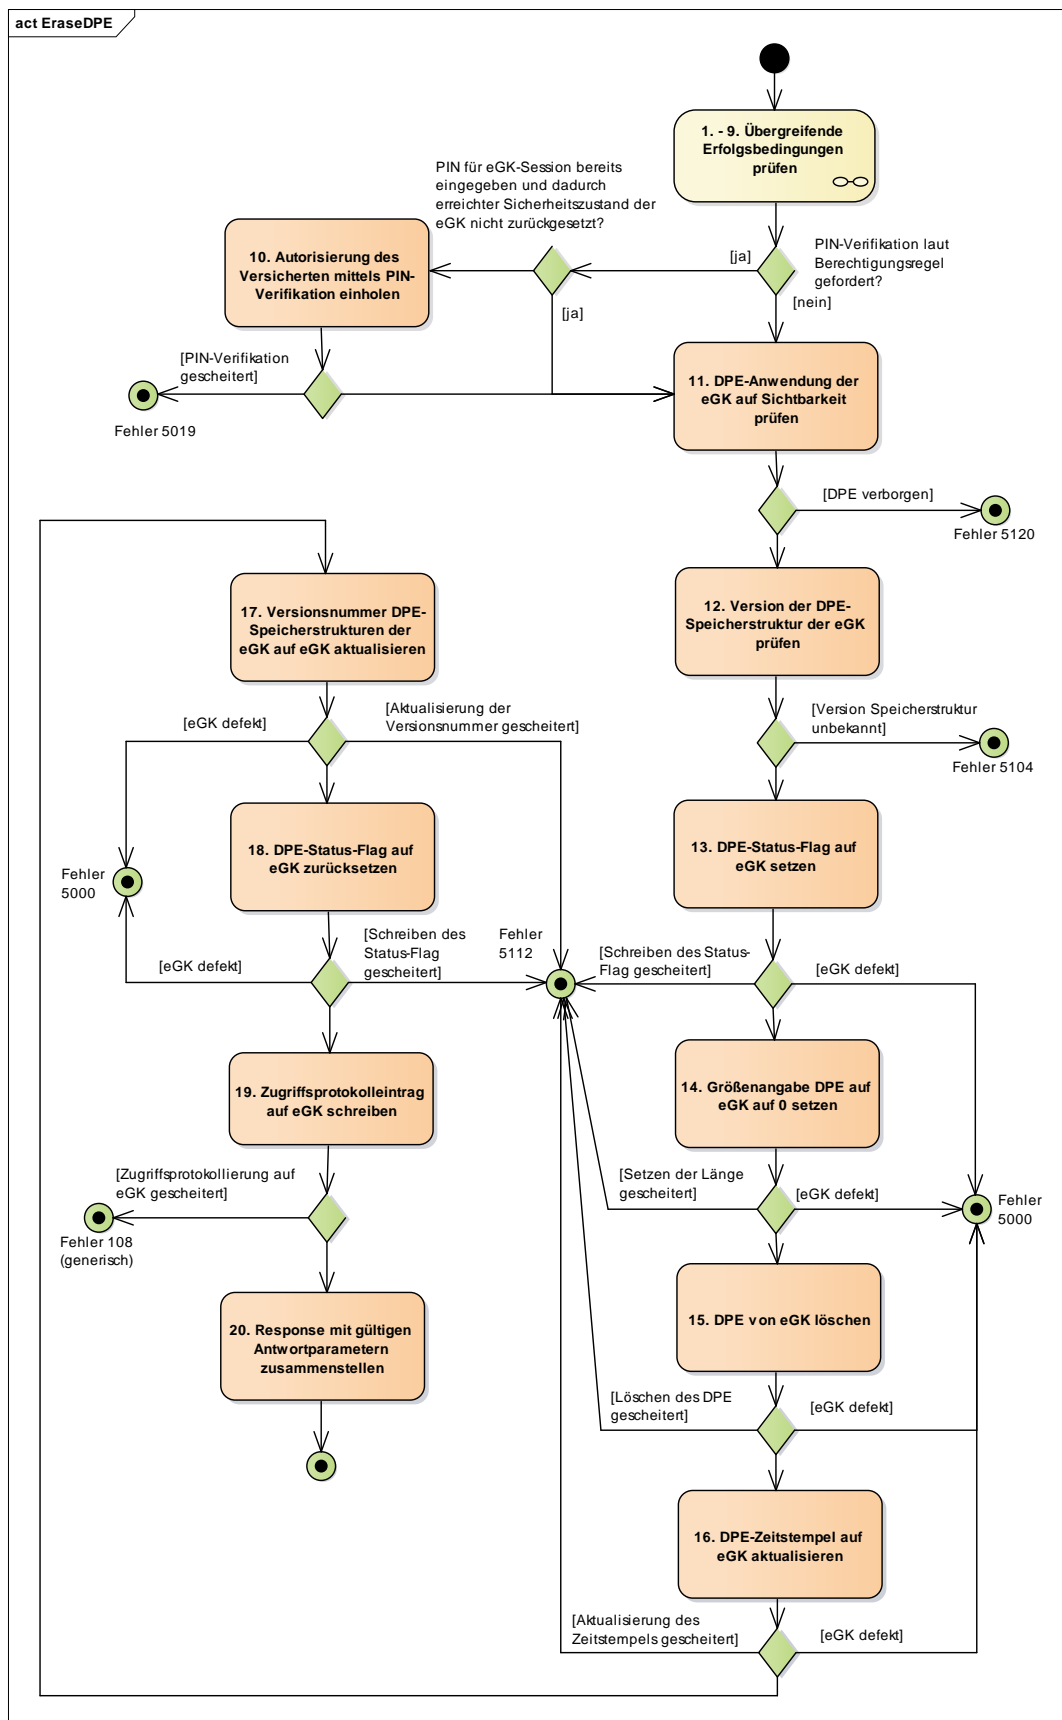 act EraseDPE
1. - 9. Übergreifende
Erfolgsbedingungen
prüfen
PIN für eGK-Session bereits
eingegeben und dadurch
erreichter Sicherheitszustand der
eGK nicht zurückgesetzt?
PIN-Verifikation laut
Berechtigungsregel
gefordert?
[ja]
[nein]
[ja]
10. Autorisierung des
Versicherten mittels PIN-
Verifikation einholen
[PIN-Verifikation
gescheitert]
Fehler 5019
11. DPE-Anwendung der
eGK auf Sichtbarkeit
prüfen
[DPE verborgen]
Fehler 5120
12. Version der DPE-
Speicherstruktur der eGK
prüfen
[Version Speicherstruktur
unbekannt]
Fehler 5104
13. DPE-Status-Flag auf
eGK setzen
[Schreiben des Status-
Flag gescheitert]
[eGK defekt]
14. Größenangabe DPE auf
eGK auf 0 setzen
[Setzen der Länge
gescheitert]
[eGK defekt]
Fehler
5000
15. DPE von eGK löschen
[Löschen des DPE
gescheitert]
[eGK defekt]
16. DPE-Zeitstempel auf
eGK aktualisieren
[Aktualisierung des
Zeitstempels gescheitert]
[eGK defekt]
17. Versionsnummer DPE-
Speicherstrukturen der
eGK auf eGK aktualisieren
[eGK defekt]
[Aktualisierung der
Versionsnummer gescheitert]
18. DPE-Status-Flag auf
eGK zurücksetzen
Fehler
5000
[eGK defekt]
[Schreiben des
Status-Flag
gescheitert]
Fehler
5112
19. Zugriffsprotokolleintrag
auf eGK schreiben
[Zugriffsprotokollierung auf
eGK gescheitert]
Fehler 108
(generisch)
20. Response mit gültigen
Antwortparametern
zusammenstellen